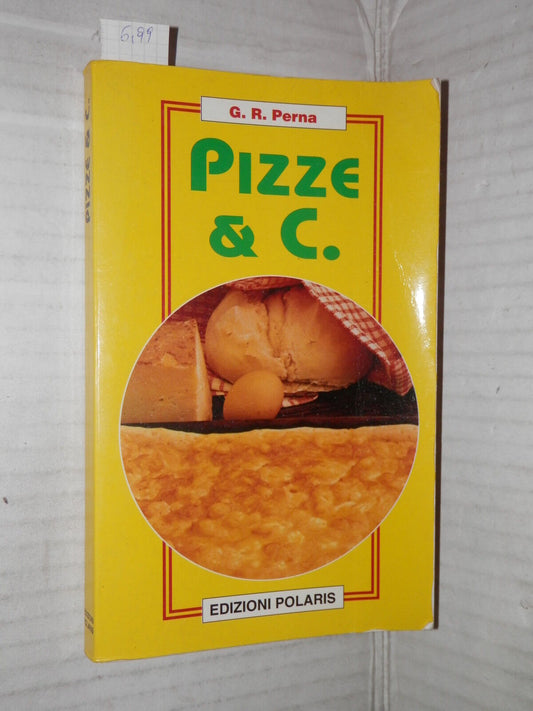 6,99
G. R. Perna
PIZZE
& C.
PIZZE & C.
EDIZIONI POLARIS